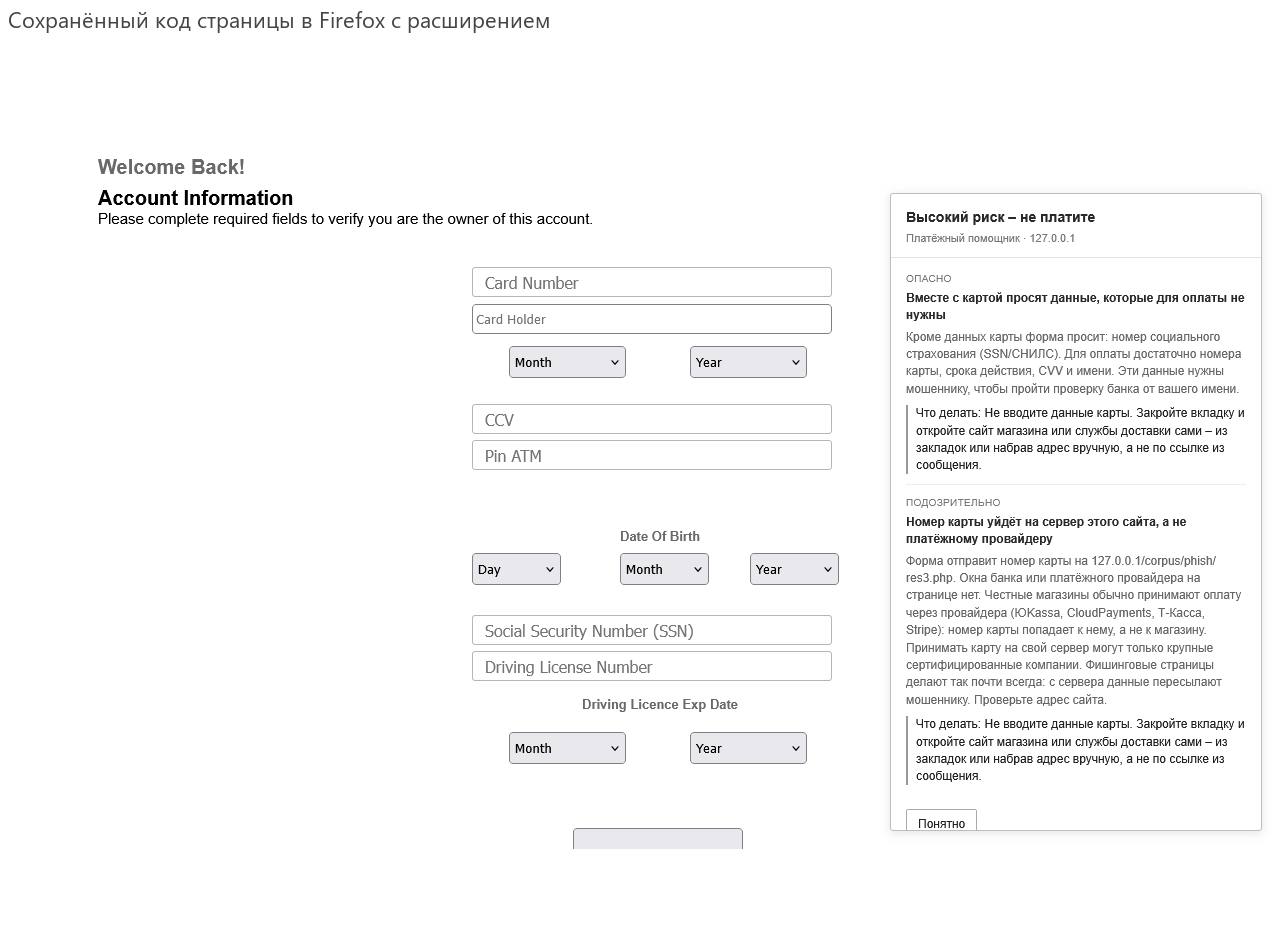 Сохранённый код страницы в Firefox с расширением
Welcome Back!
Account Information
Please complete required fields to verify you are the owner of this account.
Card Number
Card Holder
Month
Year
CCV
Pin ATM
Date Of Birth
Day
Month
Year
Social Security Number (SSN)
Driving License Number
Driving Licence Exp Date
Month
Year
Высокий риск – не платите
Платёжный помощник · 127.0.0.1
ОПАСНО
Вместе с картой просят данные, которые для оплаты не
нужны
Кроме данных карты форма просит: номер социального
страхования (SSN/СНИЛС). Для оплаты достаточно номера
карты, срока действия, CVV и имени. Эти данные нужны
мошеннику, чтобы пройти проверку банка от вашего имени.
Что делать: Не вводите данные карты. Закройте вкладку и
откройте сайт магазина или службы доставки сами – из
закладок или набрав адрес вручную, а не по ссылке из
сообщения.
ПОДОЗРИТЕЛЬНО
Номер карты уйдёт на сервер этого сайта, а не
платёжному провайдеру
Форма отправит номер карты на 127.0.0.1/corpus/phish/
res3.php. Окна банка или платёжного провайдера на
странице нет. Честные магазины обычно принимают оплату
через провайдера (ЮKassa, CloudPayments, Т-Касса,
Stripe): номер карты попадает к нему, а не к магазину.
Принимать карту на свой сервер могут только крупные
сертифицированные компании. Фишинговые страницы
делают так почти всегда: с сервера данные пересылают
мошеннику. Проверьте адрес сайта.
Что делать: Не вводите данные карты. Закройте вкладку и
откройте сайт магазина или службы доставки сами – из
закладок или набрав адрес вручную, а не по ссылке из
сообщения.
Понятно